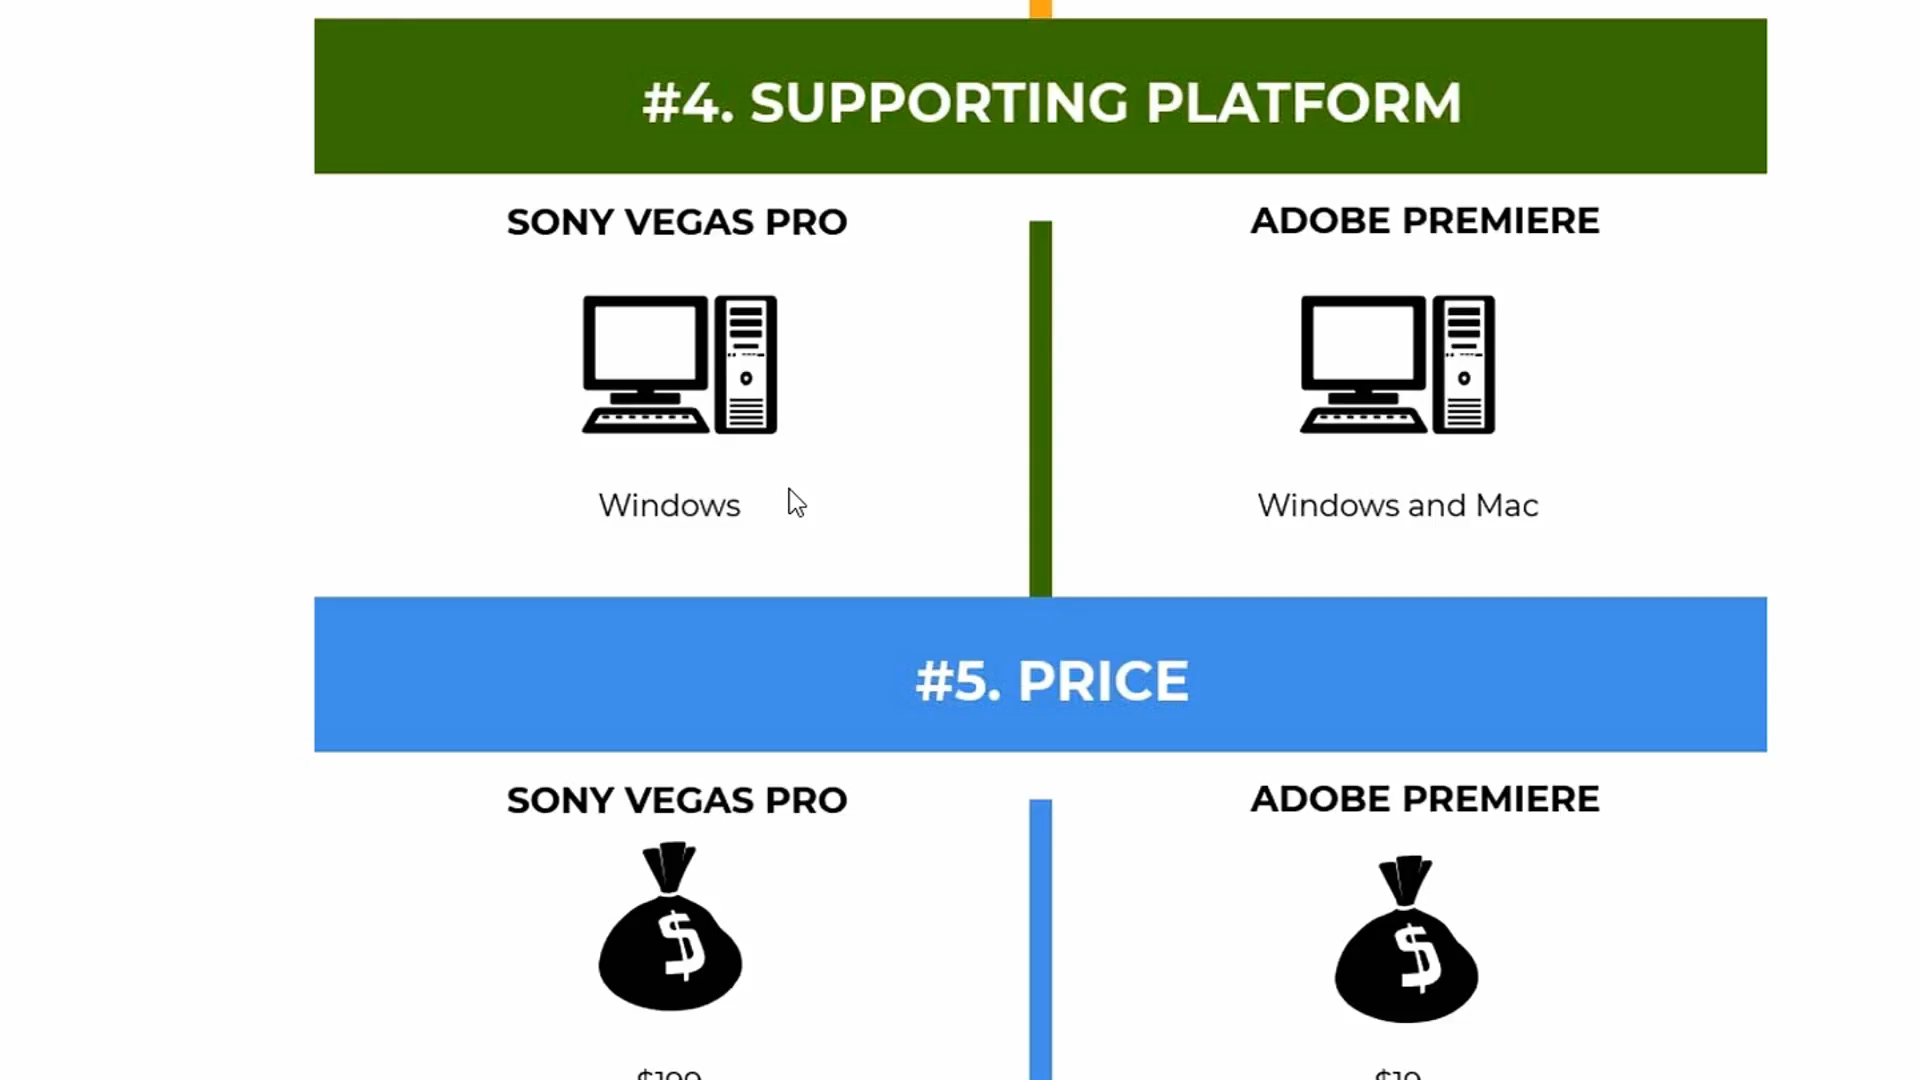 #4. SUPPORTING PLATFORM
SONY VEGAS PRO
ADOBE PREMIERE
Windows
Windows and Mac
#5. PRICE
SONY VEGAS PRO
ADOBE PREMIERE
$
$